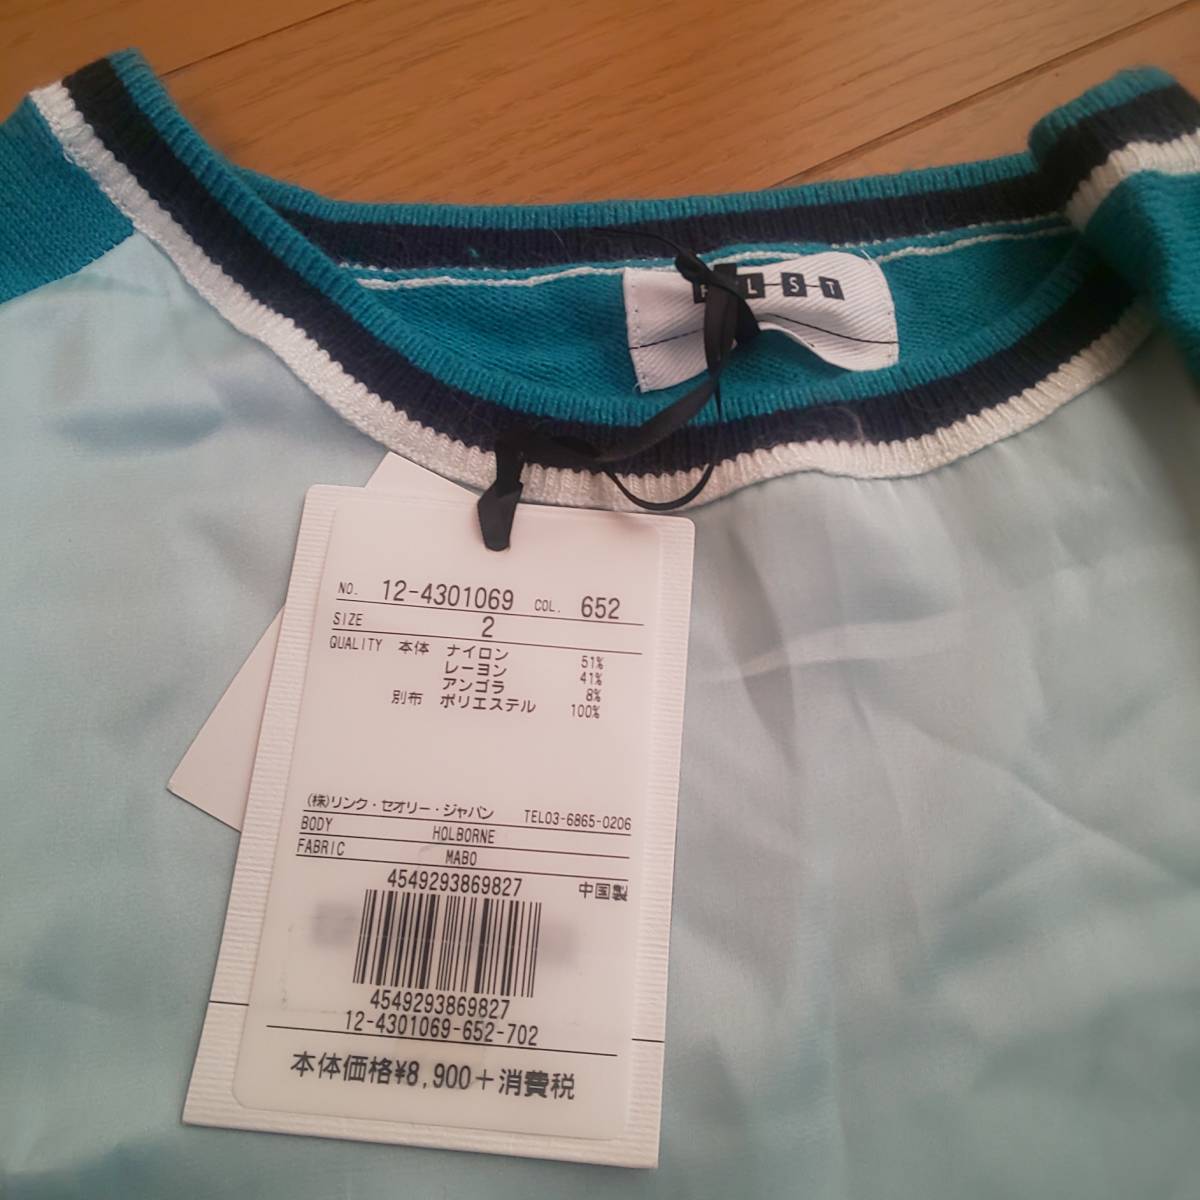 L S T
NO. 12-4301069 COL. 652
SIZE 2
QUALITY 本体 ナイロン 51%
レーヨン 41%
アンゴラ 8%
別布 ポリエステル 100%
(株)リンク・セオリー・ジャパン TEL03-6865-0206
BODY HOLBORNE
FABRIC MABO
4549293869827 中国製
4549293869827
12-4301069-652-702
本体価格¥8,900+消費税